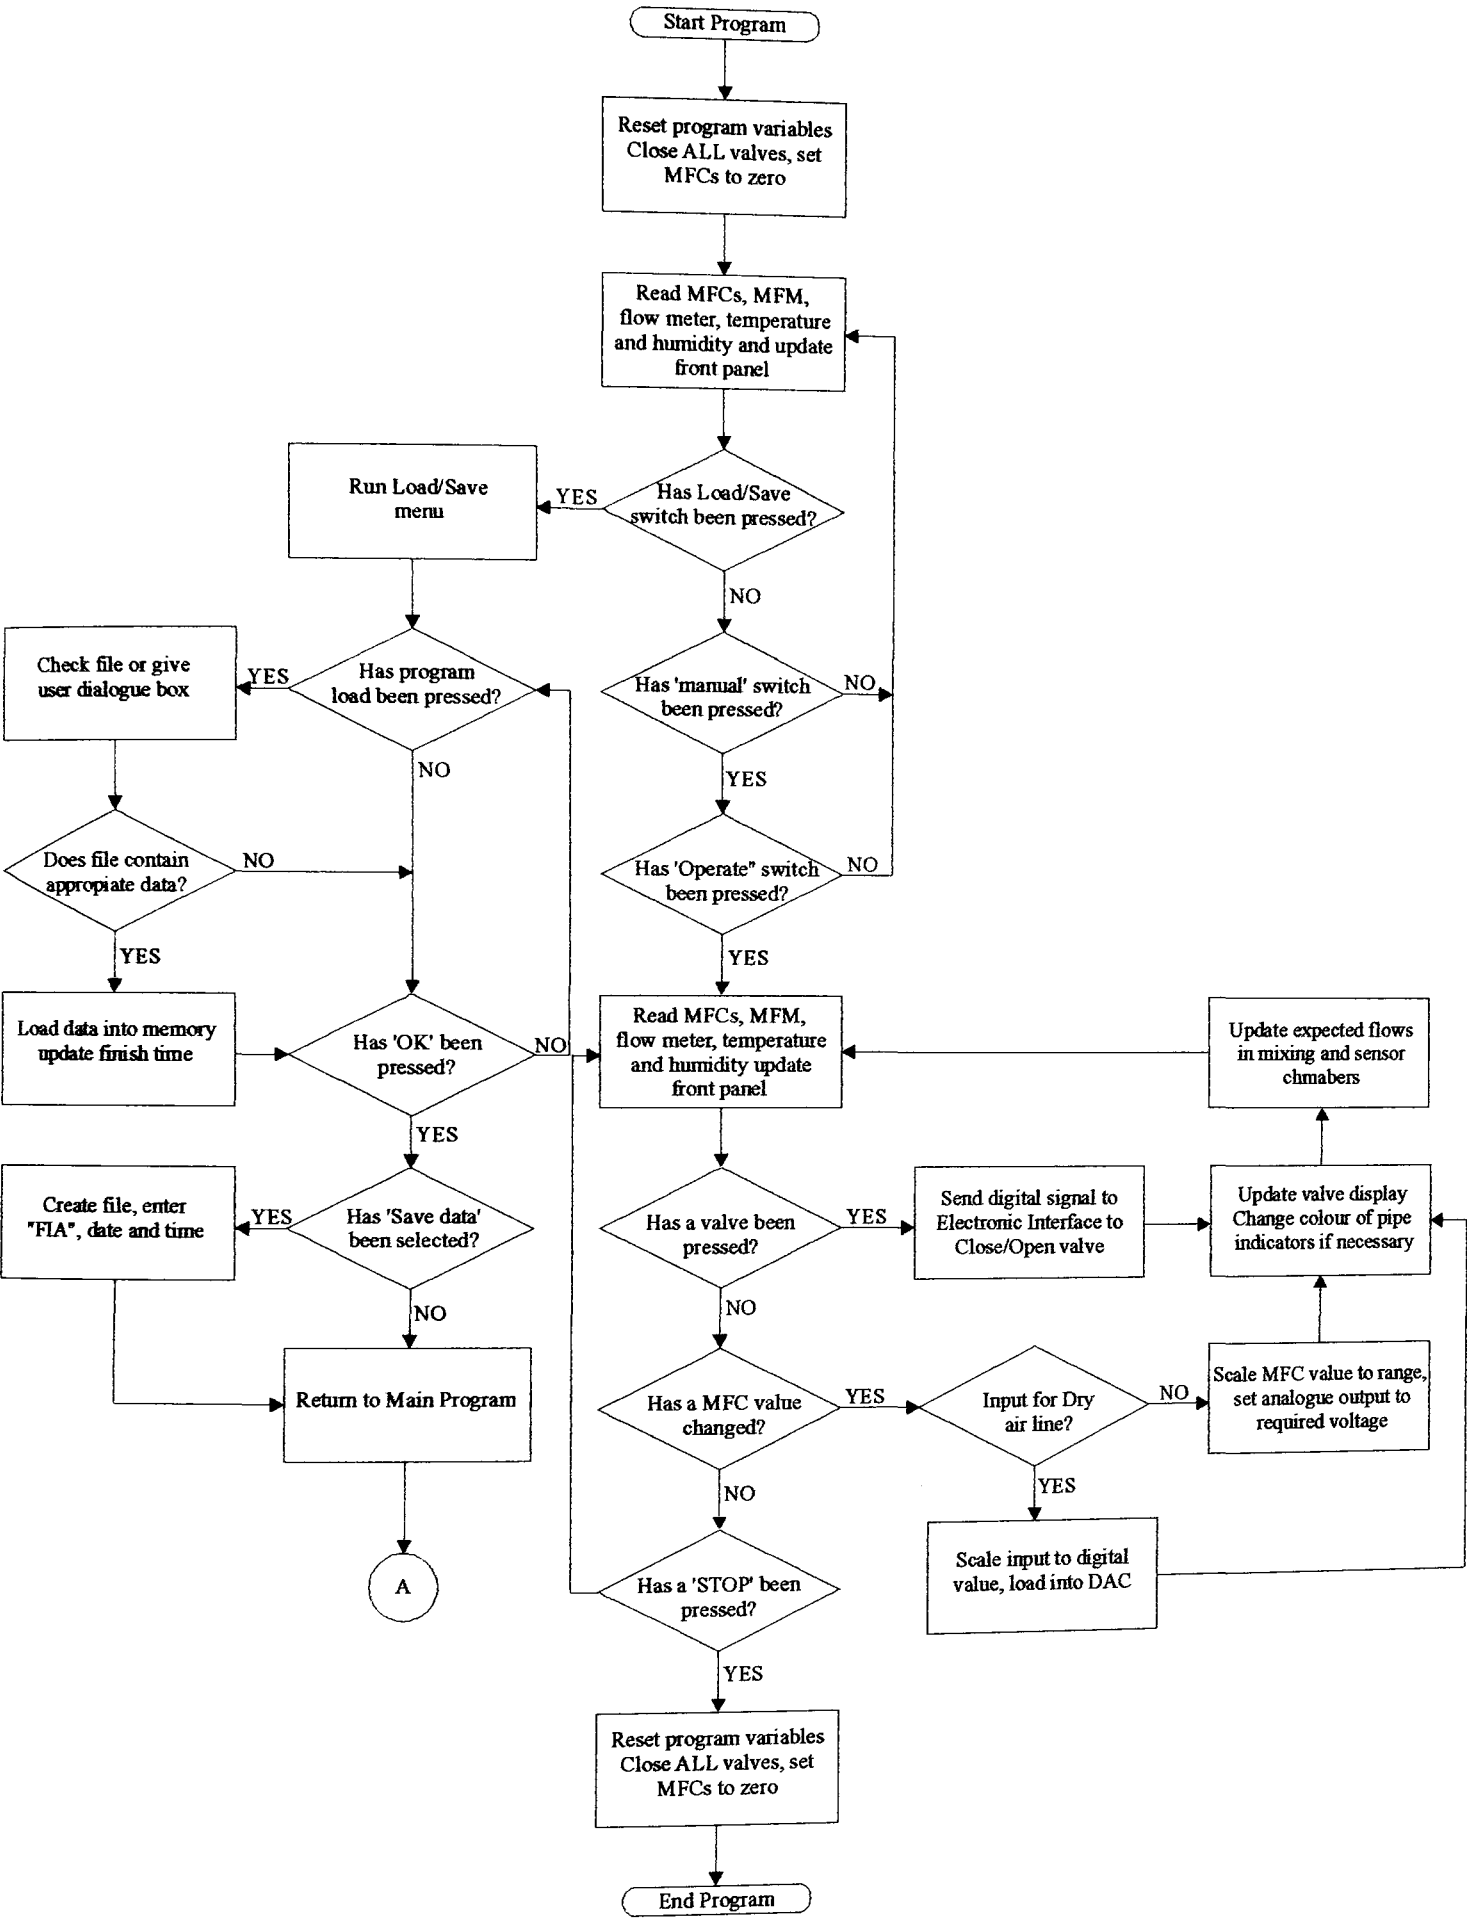 Start Program
Reset program variables
Close ALL valves, set
MFCs to zero
Read MFCs, MFM,
flow meter, temperature
and humidity and update
front panel
Run Load/Save
menu
YES
Has Load/Save
switch been pressed?
NO
Check file or give
user dialogue box
YES
Has program
load been pressed?
NO
Has 'manual' switch
been pressed?
NO
YES
Does file contain
appropiate data?
NO
YES
Has 'Operate" switch
been pressed?
NO
YES
Load data into memory
update finish time
Has 'OK' been
pressed?
NO
YES
Read MFCs, MFM,
flow meter, temperature
and humidity update
front panel
Update expected flows
in mixing and sensor
chmabers
Create file, enter
"FIA", date and time
YES
Has 'Save data'
been selected?
NO
Has a valve been
pressed?
YES
NO
Send digital signal to
Electronic Interface to
Close/Open valve
Update valve display
Change colour of pipe
indicators if necessary
Return to Main Program
Has a MFC value
changed?
YES
NO
Input for Dry
air line?
NO
YES
Scale MFC value to range,
set analogue output to
required voltage
A
Has a 'STOP' been
pressed?
YES
Scale input to digital
value, load into DAC
Reset program variables
Close ALL valves, set
MFCs to zero
End Program